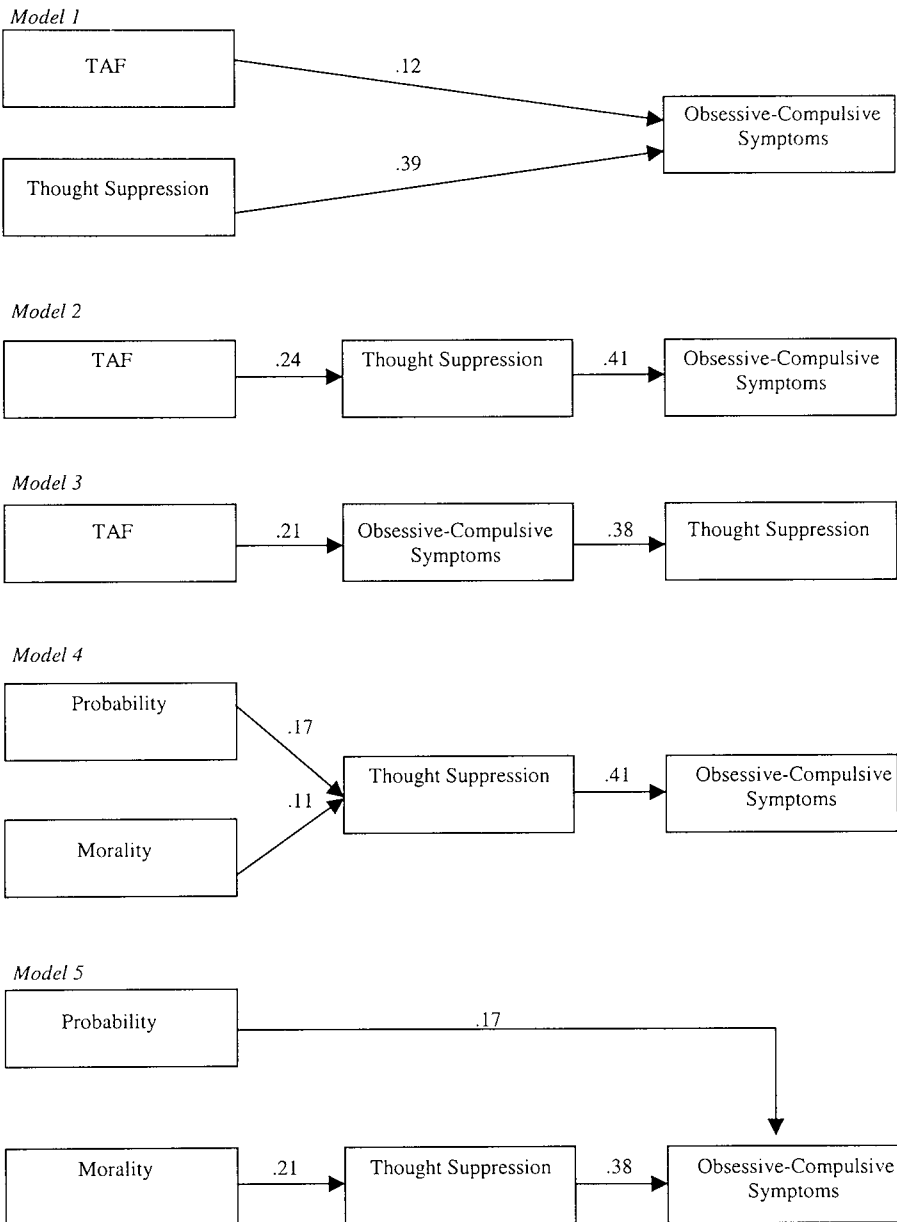 Model 1
TAF
.12
Obsessive-Compulsive
Symptoms
.39
Thought Suppression
Model 2
TAF
.24
Thought Suppression
.41
Obsessive-Compulsive
Symptoms
Model 3
TAF
.21
Obsessive-Compulsive
Symptoms
.38
Thought Suppression
Model 4
Probability
.17
Thought Suppression
.41
Obsessive-Compulsive
Symptoms
.11
Morality
Model 5
Probability
.17
Morality
.21
Thought Suppression
.38
Obsessive-Compulsive
Symptoms